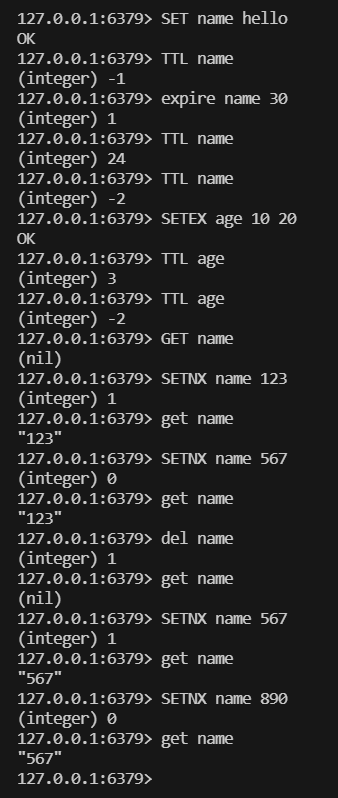 127.0.0.1:6379> SET name hello
OK
127.0.0.1:6379> TTL name
(integer) -1
127.0.0.1:6379> expire name 30
(integer) 1
127.0.0.1:6379> TTL name
(integer) 24
127.0.0.1:6379> TTL name
(integer) -2
127.0.0.1:6379> SETEX age 10 20
OK
127.0.0.1:6379> TTL age
(integer) 3
127.0.0.1:6379> TTL age
(integer) -2
127.0.0.1:6379> GET name
(nil)
127.0.0.1:6379> SETNX name 123
(integer) 1
127.0.0.1:6379> get name
"123"
127.0.0.1:6379> SETNX name 567
(integer) 0
127.0.0.1:6379> get name
"123"
127.0.0.1:6379> del name
(integer) 1
127.0.0.1:6379> get name
(nil)
127.0.0.1:6379> SETNX name 567
(integer) 1
127.0.0.1:6379> get name
"567"
127.0.0.1:6379> SETNX name 890
(integer) 0
127.0.0.1:6379> get name
"567"
127.0.0.1:6379>